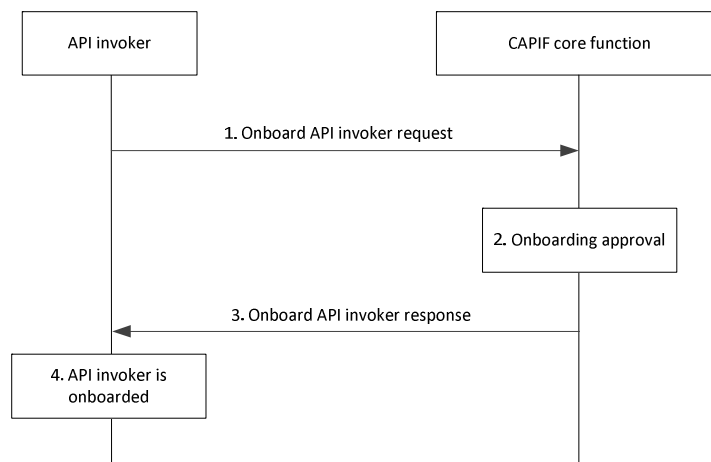 API invoker
CAPIF core function
1. Onboard API invoker request
2. Onboarding approval
3. Onboard API invoker response
4. API invoker is
onboarded